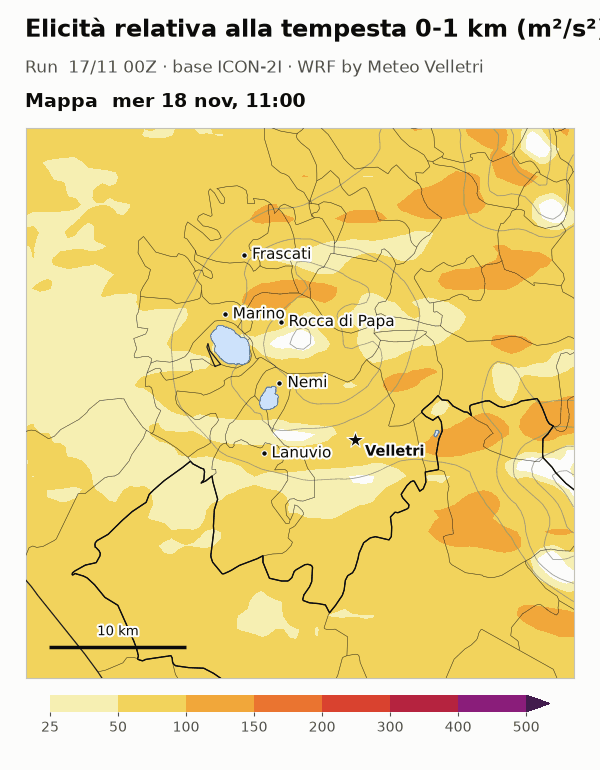 Elicità relativa alla tempesta 0-1 km (m²/s²)
Run 17/11 00Z · base ICON-2I · WRF by Meteo Velletri
Mappa mer 18 nov, 11:00
Frascati
Marino
Rocca di Papa
Nemi
Lanuvio
Velletri
10 km
25 50 100 150 200 300 400 500